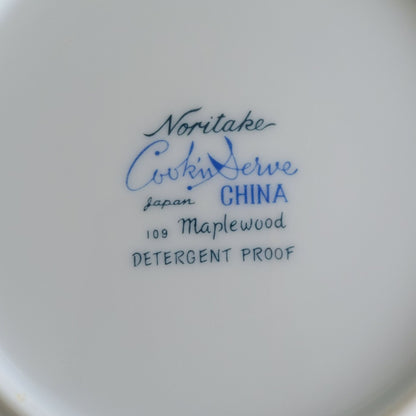 Noritake
Cook'n Serve
Japan CHINA
109 Maplewood
DETERGENT PROOF